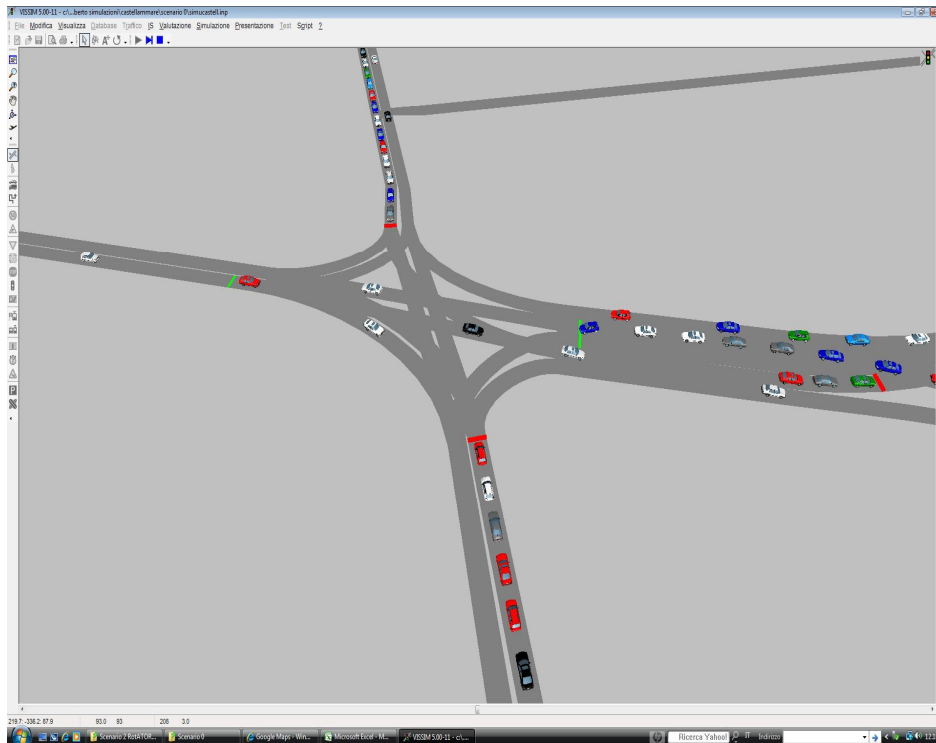 VISSIM 5.00-11 - c:\...berto simulazioni\castellammare\scenario 0\simucastell.inp
File Modifica Visualizza Database Traffico IS Valutazione Simulazione Presentazione Test Script ?
219.7: -336.2: 87.9 93.0 93 208 3.0
Scenario 2 RotATOR... Scenario 0 Google Maps - Win... Microsoft Excel - M... VISSIM 5.00-11 - c:\.... Ricerca Yahoo! IT Indirizzo